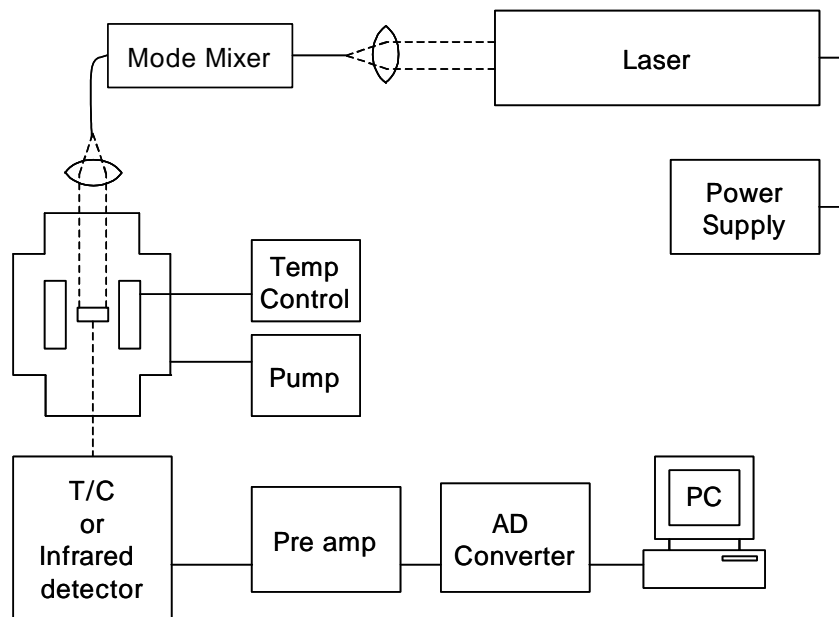 Mode Mixer
Laser
Power
Supply
Temp
Control
Pump
T/C
or
Infrared
detector
Pre amp
AD
Converter
PC